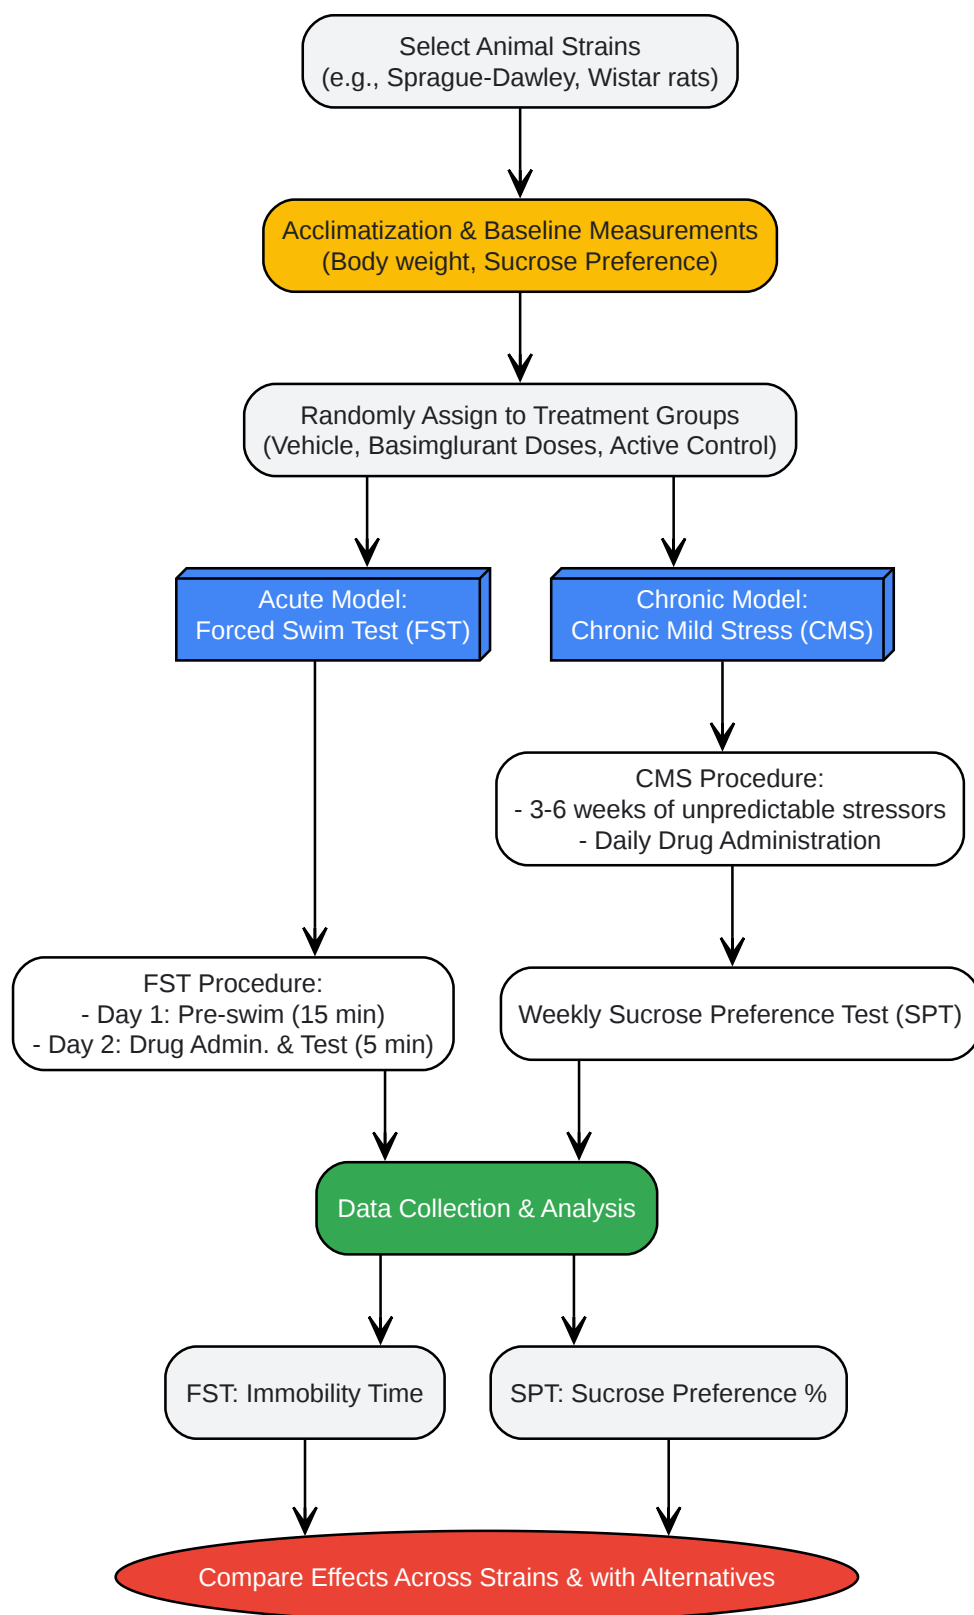 Select Animal Strains
(e.g., Sprague-Dawley, Wistar rats)
Acclimatization & Baseline Measurements
(Body weight, Sucrose Preference)
Randomly Assign to Treatment Groups
(Vehicle, Basimglurant Doses, Active Control)
Acute Model:
Forced Swim Test (FST)
Chronic Model:
Chronic Mild Stress (CMS)
CMS Procedure:
- 3-6 weeks of unpredictable stressors
- Daily Drug Administration
FST Procedure:
- Day 1: Pre-swim (15 min)
- Day 2: Drug Admin. & Test (5 min)
Weekly Sucrose Preference Test (SPT)
Data Collection & Analysis
FST: Immobility Time
SPT: Sucrose Preference %
Compare Effects Across Strains & with Alternatives